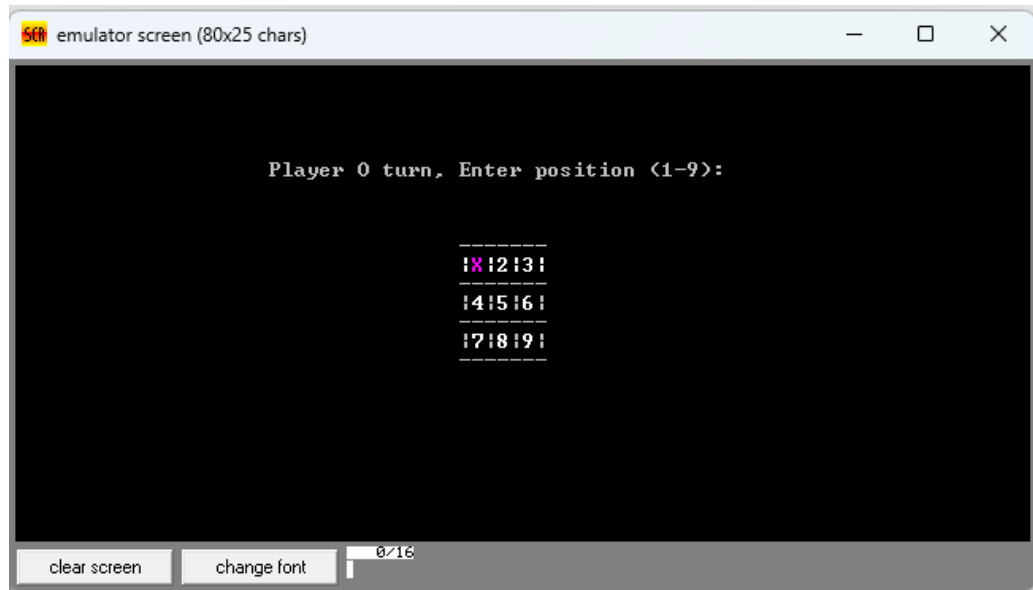 SCR emulator screen (80x25 chars)
Player O turn, Enter position (1-9):
-------
|X|2|3|
-------
|4|5|6|
-------
|7|8|9|
-------
clear screen change font 0/16